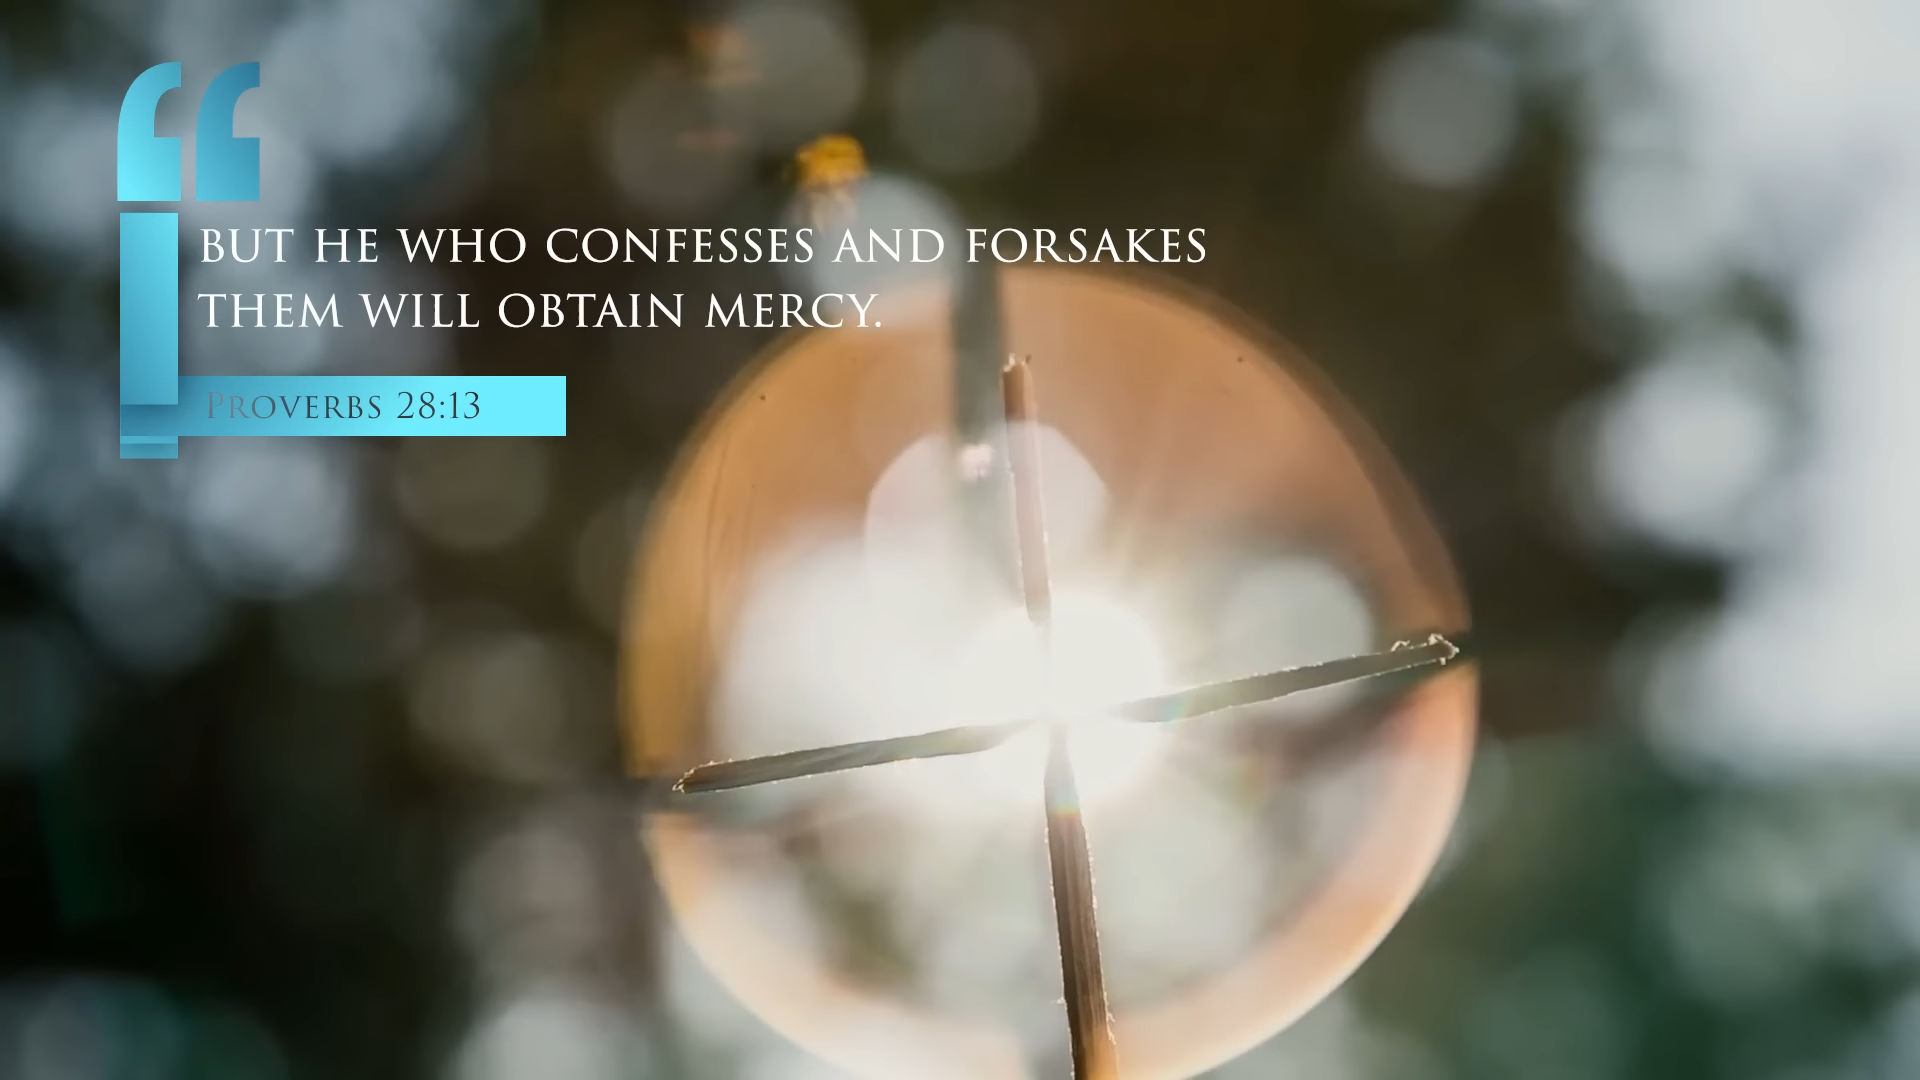 “
BUT HE WHO CONFESSES AND FORSAKES
THEM WILL OBTAIN MERCY.
PROVERBS 28:13